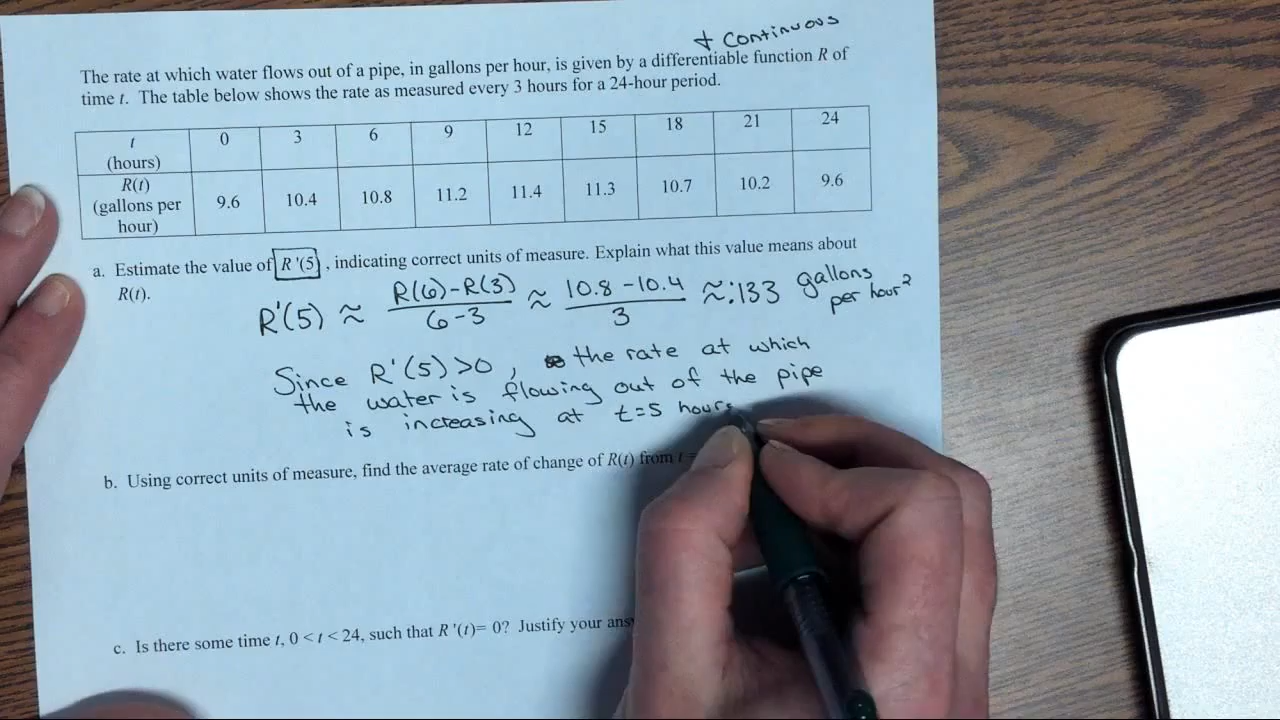 + continuous
The rate at which water flows out of a pipe, in gallons per hour, is given by a differentiable function R of
time t. The table below shows the rate as measured every 3 hours for a 24-hour period.
t (hours) 0 3 6 9 12 15 18 21 24
R(t) (gallons per hour) 9.6 10.4 10.8 11.2 11.4 11.3 10.7 10.2 9.6
a. Estimate the value of R '(5) , indicating correct units of measure. Explain what this value means about
R(t).
R'(5) ≈ R(6)-R(3) / 6-3 ≈ 10.8-10.4 / 3 ≈ .133 gallons per hour²
Since R'(5)>0, the rate at which
the water is flowing out of the pipe
is increasing at t=5 hours
b. Using correct units of measure, find the average rate of change of R(t) from t =
c. Is there some time t, 0 < t < 24, such that R '(t)= 0? Justify your